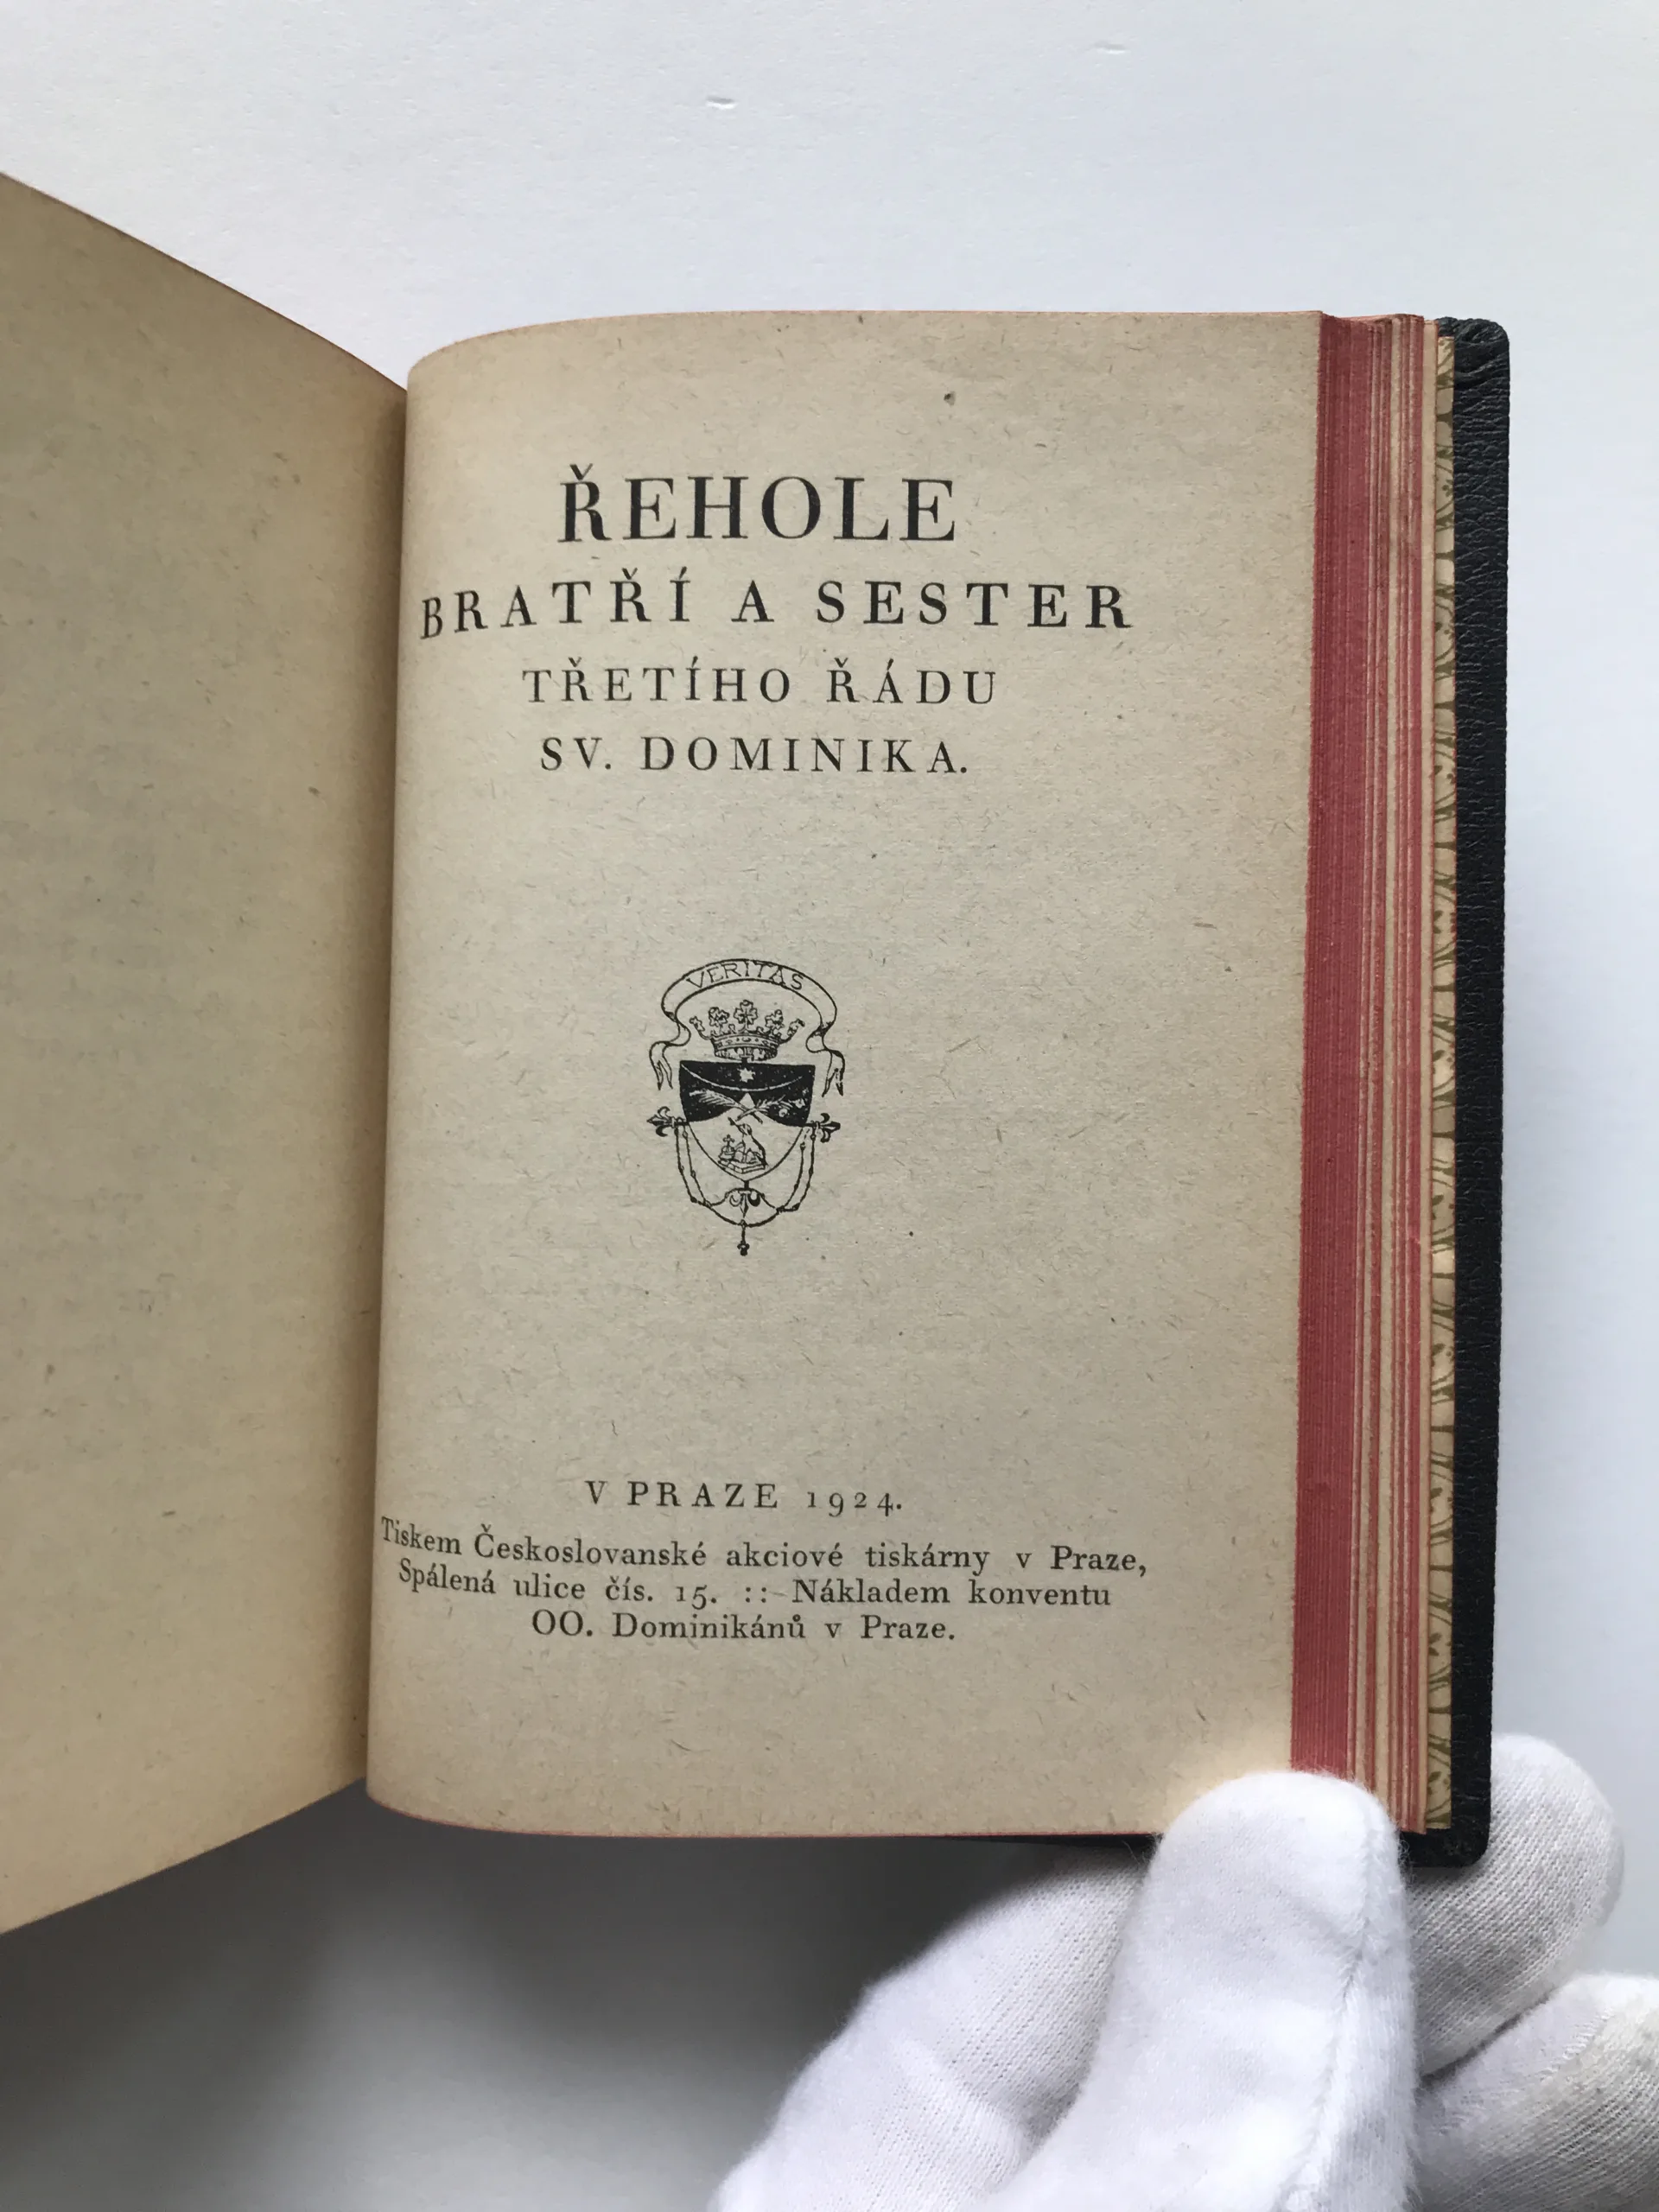 ŘEHOLE
BRATŘÍ A SESTER
TŘETÍHO ŘÁDU
SV. DOMINIKA.
VERITAS
V PRAZE 1924.
Tiskem Českoslovanské akciové tiskárny v Praze,
Spálená ulice čís. 15. :: Nákladem konventu
OO. Dominikánů v Praze.